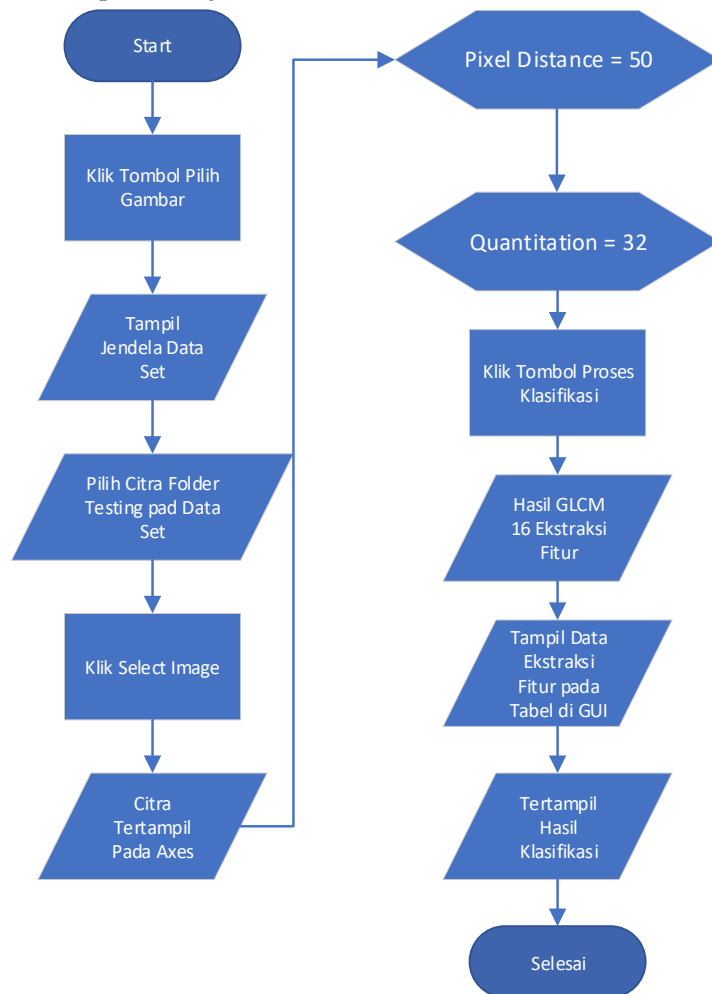 Start
Klik Tombol Pilih
Gambar
Tampil
Jendela Data
Set
Pilih Citra Folder
Testing pad Data
Set
Klik Select Image
Citra
Tertampil
Pada Axes
Pixel Distance = 50
Quantitation = 32
Klik Tombol Proses
Klasifikasi
Hasil GLCM
16 Ekstraksi
Fitur
Tampil Data
Ekstraksi
Fitur pada
Tabel di GUI
Tertampil
Hasil
Klasifikasi
Selesai